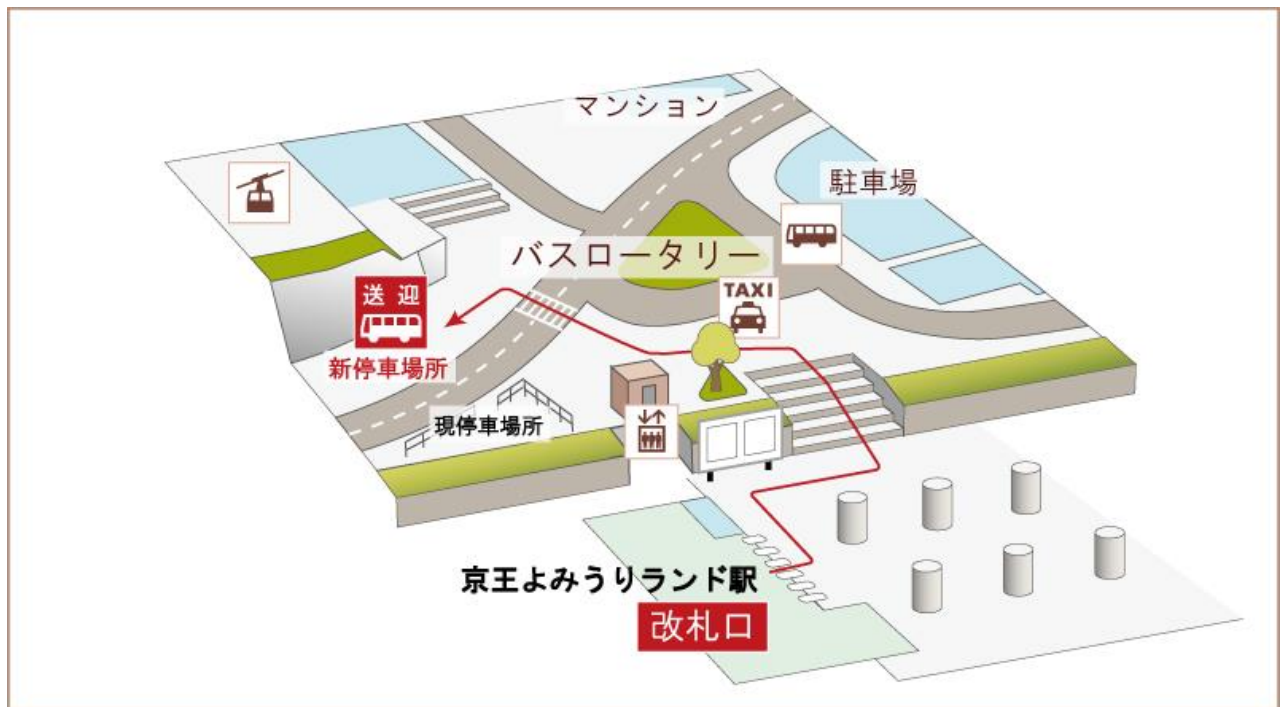 マンション
駐車場
バスロータリー
TAXI
送迎
新停車場所
現停車場所
京王よみうりランド駅
改札口